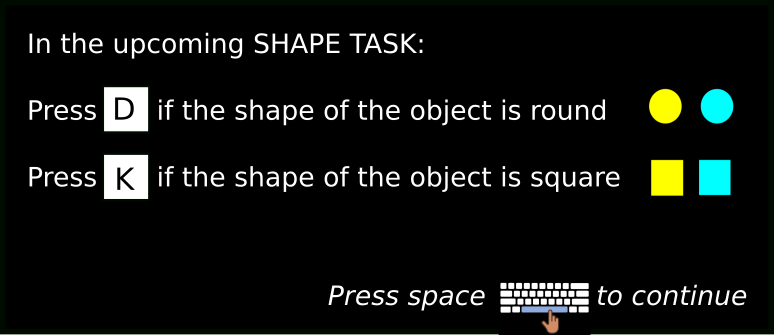 In the upcoming SHAPE TASK:
Press D if the shape of the object is round
Press K if the shape of the object is square
Press space to continue